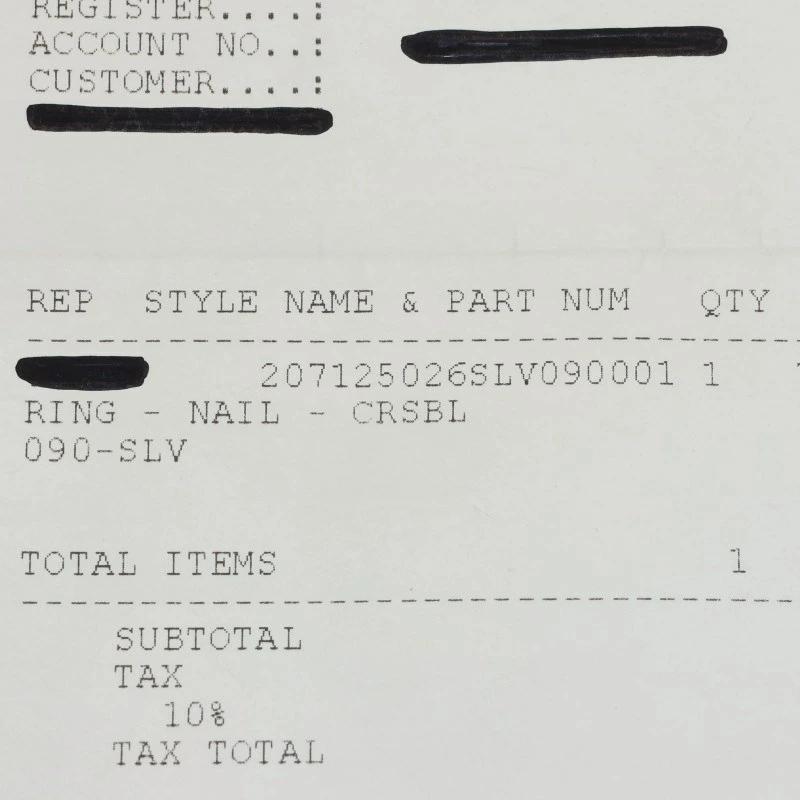 REGISTER....:
ACCOUNT NO..:
CUSTOMER....:
REP STYLE NAME & PART NUM QTY
207125026SLV090001 1
RING - NAIL - CRSBL
090-SLV
TOTAL ITEMS 1
SUBTOTAL
TAX
10%
TAX TOTAL